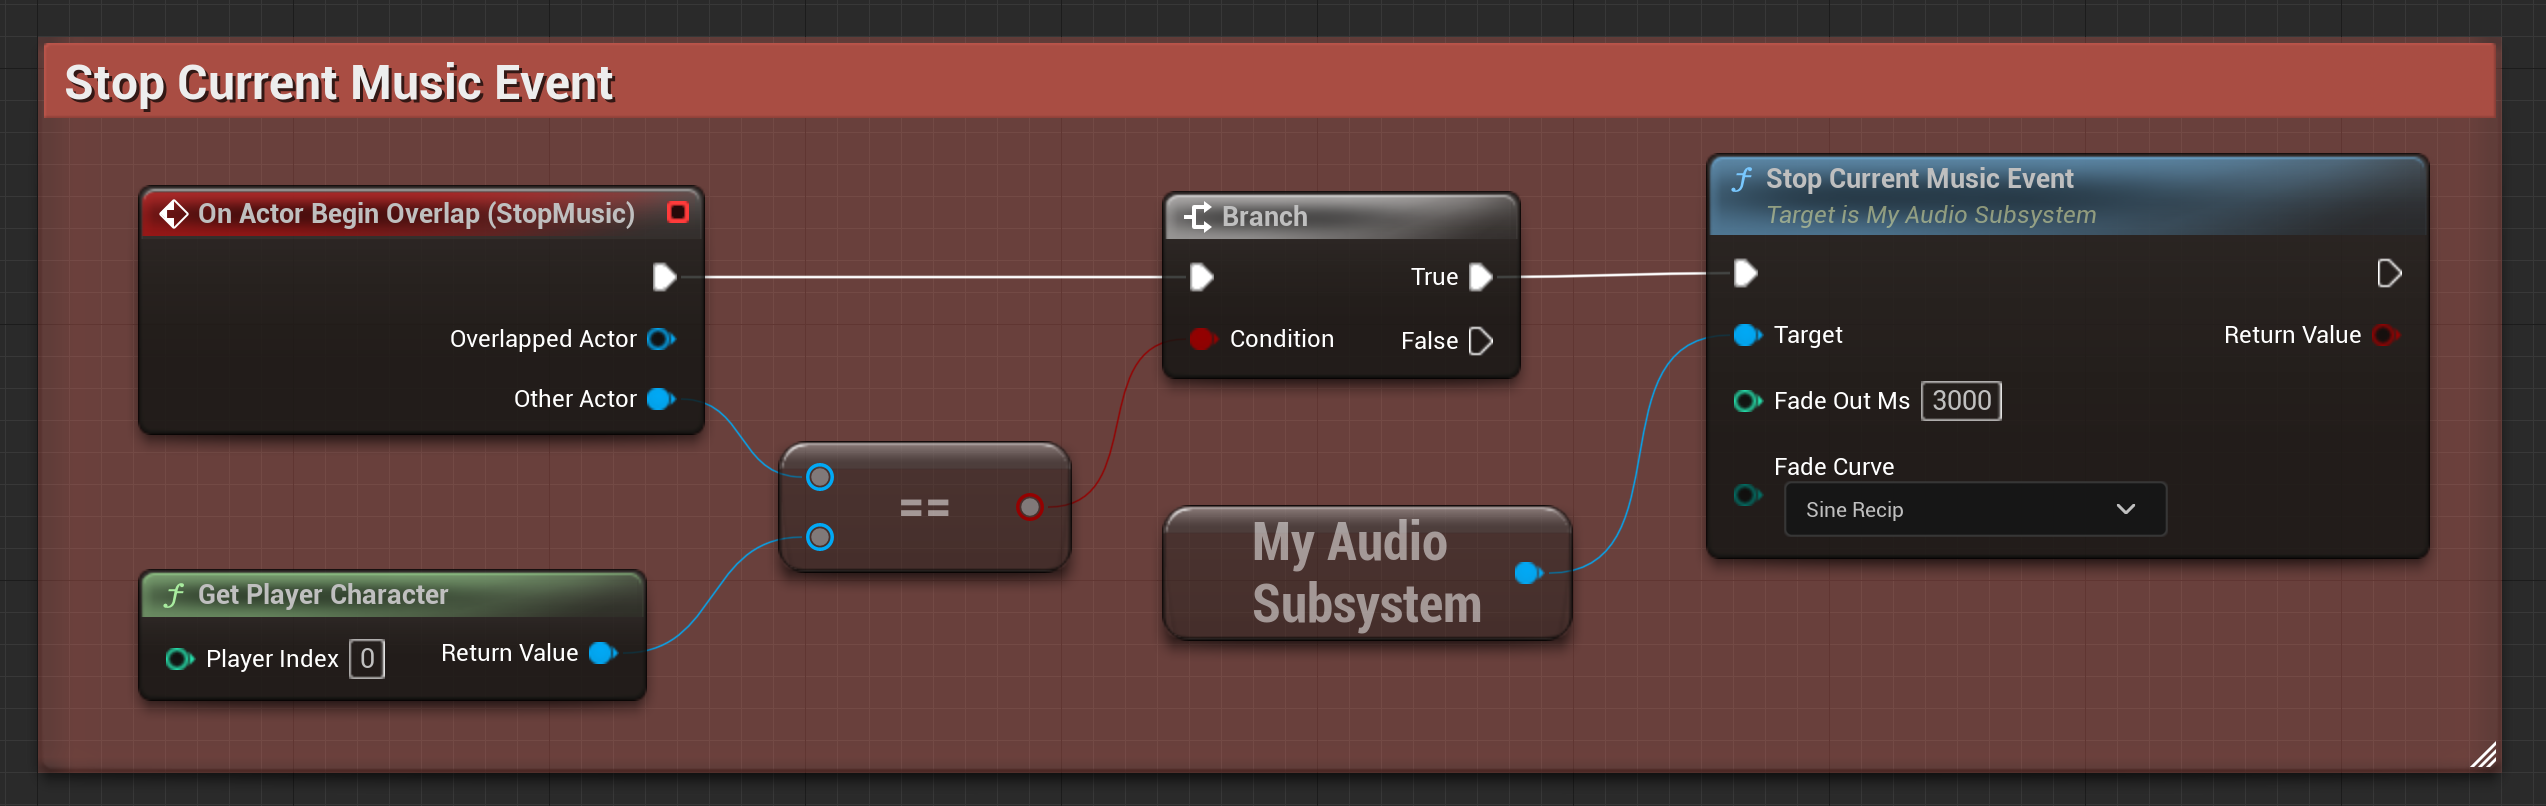 Stop Current Music Event
On Actor Begin Overlap (StopMusic)
Overlapped Actor
Other Actor
Get Player Character
Player Index 0
Return Value
==
Branch
True
Condition
False
My Audio
Subsystem
Stop Current Music Event
Target is My Audio Subsystem
Target
Return Value
Fade Out Ms 3000
Fade Curve
Sine Recip